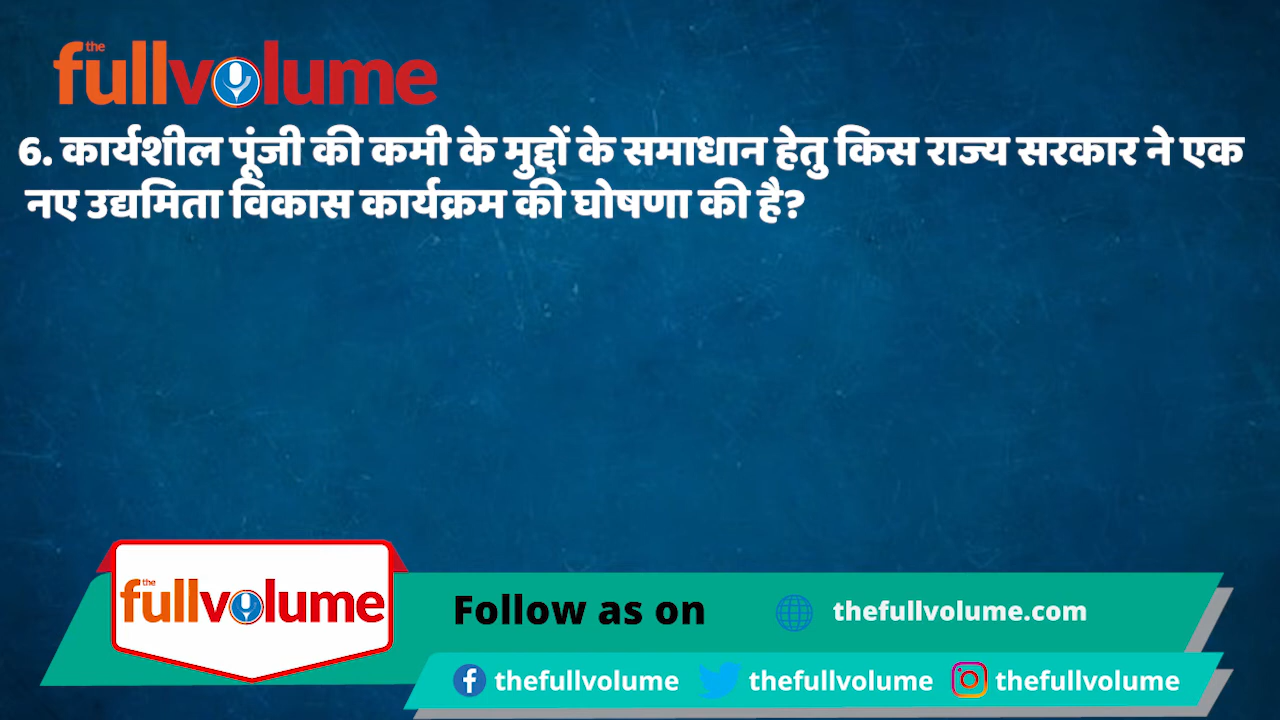 the
fullvolume
6. कार्यशील पूंजी की कमी के मुद्दों के समाधान हेतु किस राज्य सरकार ने एक
नए उद्यमिता विकास कार्यक्रम की घोषणा की है?
the
fullvolume
Follow as on
thefullvolume.com
thefullvolume
thefullvolume
thefullvolume